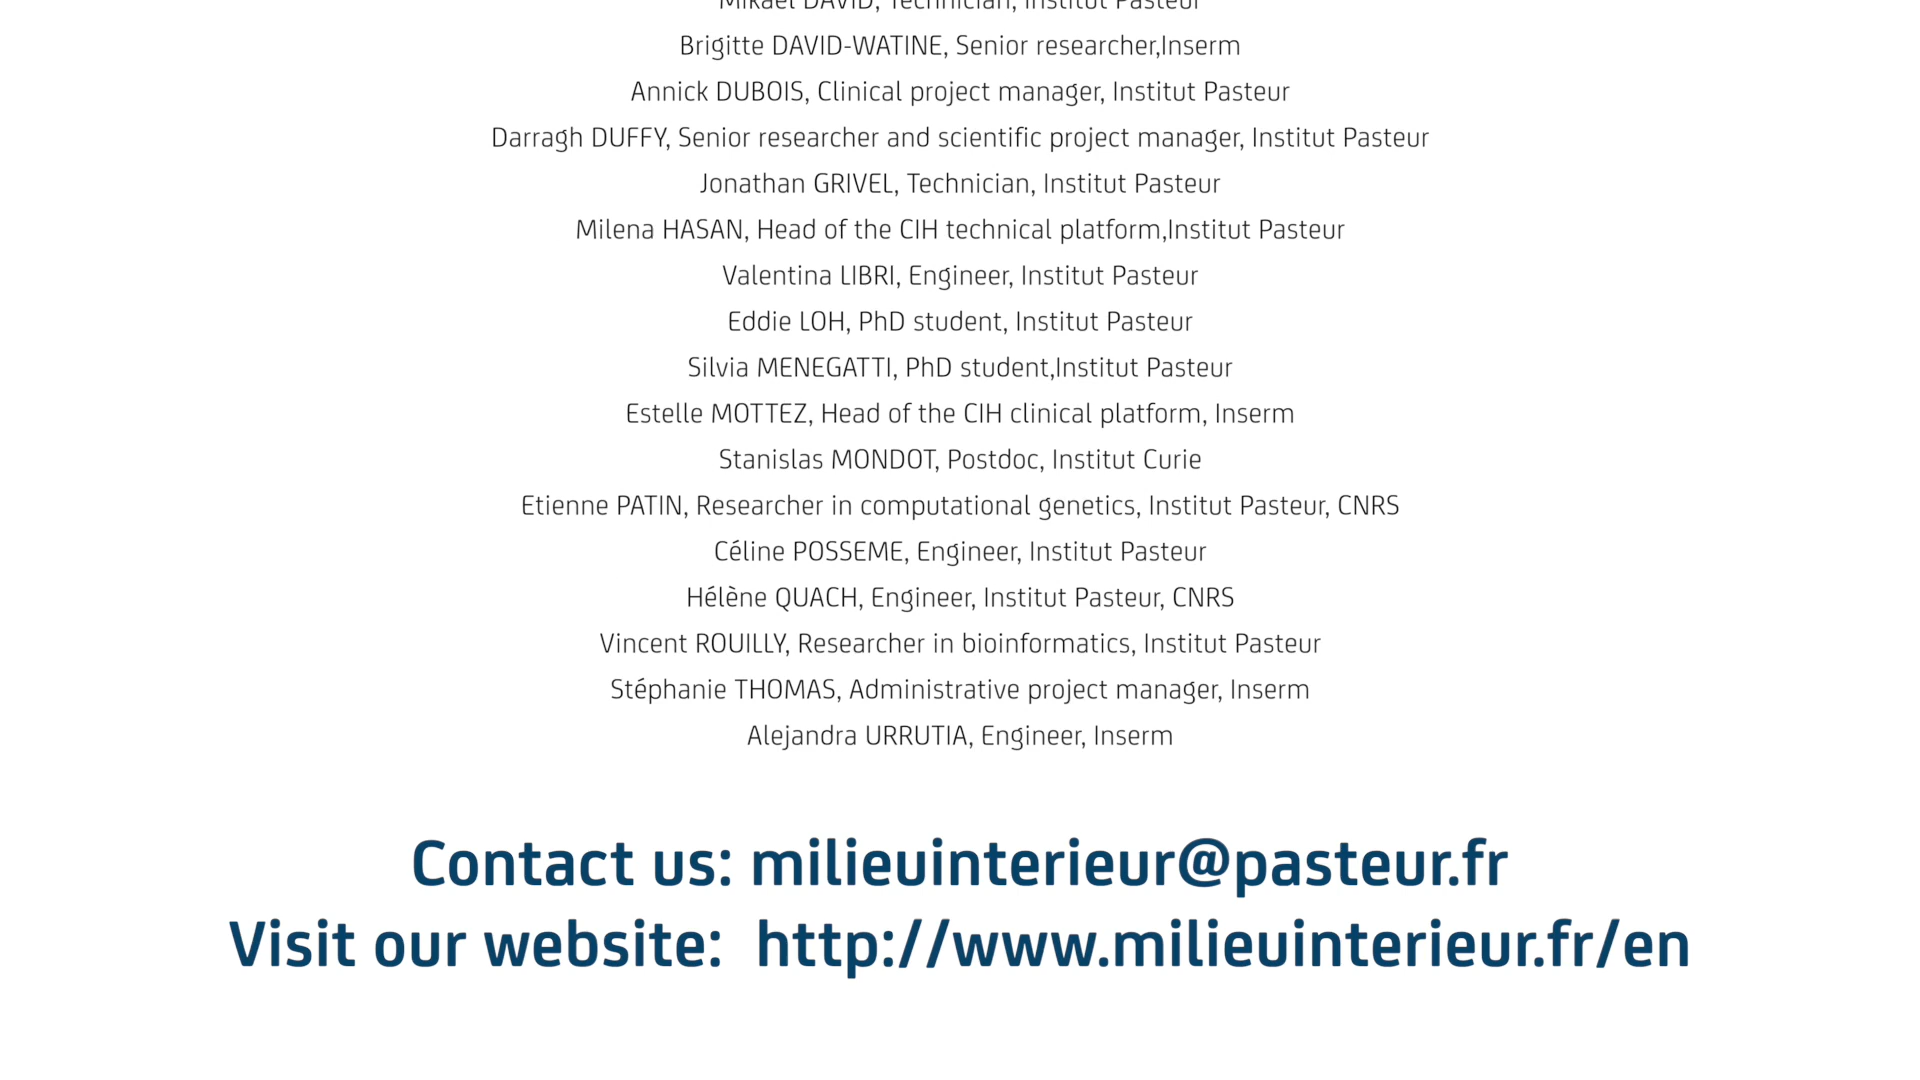 Mikaël DAVID, Technician, Institut Pasteur
Brigitte DAVID-WATINE, Senior researcher,Inserm
Annick DUBOIS, Clinical project manager, Institut Pasteur
Darragh DUFFY, Senior researcher and scientific project manager, Institut Pasteur
Jonathan GRIVEL, Technician, Institut Pasteur
Milena HASAN, Head of the CIH technical platform,Institut Pasteur
Valentina LIBRI, Engineer, Institut Pasteur
Eddie LOH, PhD student, Institut Pasteur
Silvia MENEGATTI, PhD student,Institut Pasteur
Estelle MOTTEZ, Head of the CIH clinical platform, Inserm
Stanislas MONDOT, Postdoc, Institut Curie
Etienne PATIN, Researcher in computational genetics, Institut Pasteur, CNRS
Céline POSSEME, Engineer, Institut Pasteur
Hélène QUACH, Engineer, Institut Pasteur, CNRS
Vincent ROUILLY, Researcher in bioinformatics, Institut Pasteur
Stéphanie THOMAS, Administrative project manager, Inserm
Alejandra URRUTIA, Engineer, Inserm
Contact us: milieuinterieur@pasteur.fr
Visit our website: http://www.milieuinterieur.fr/en